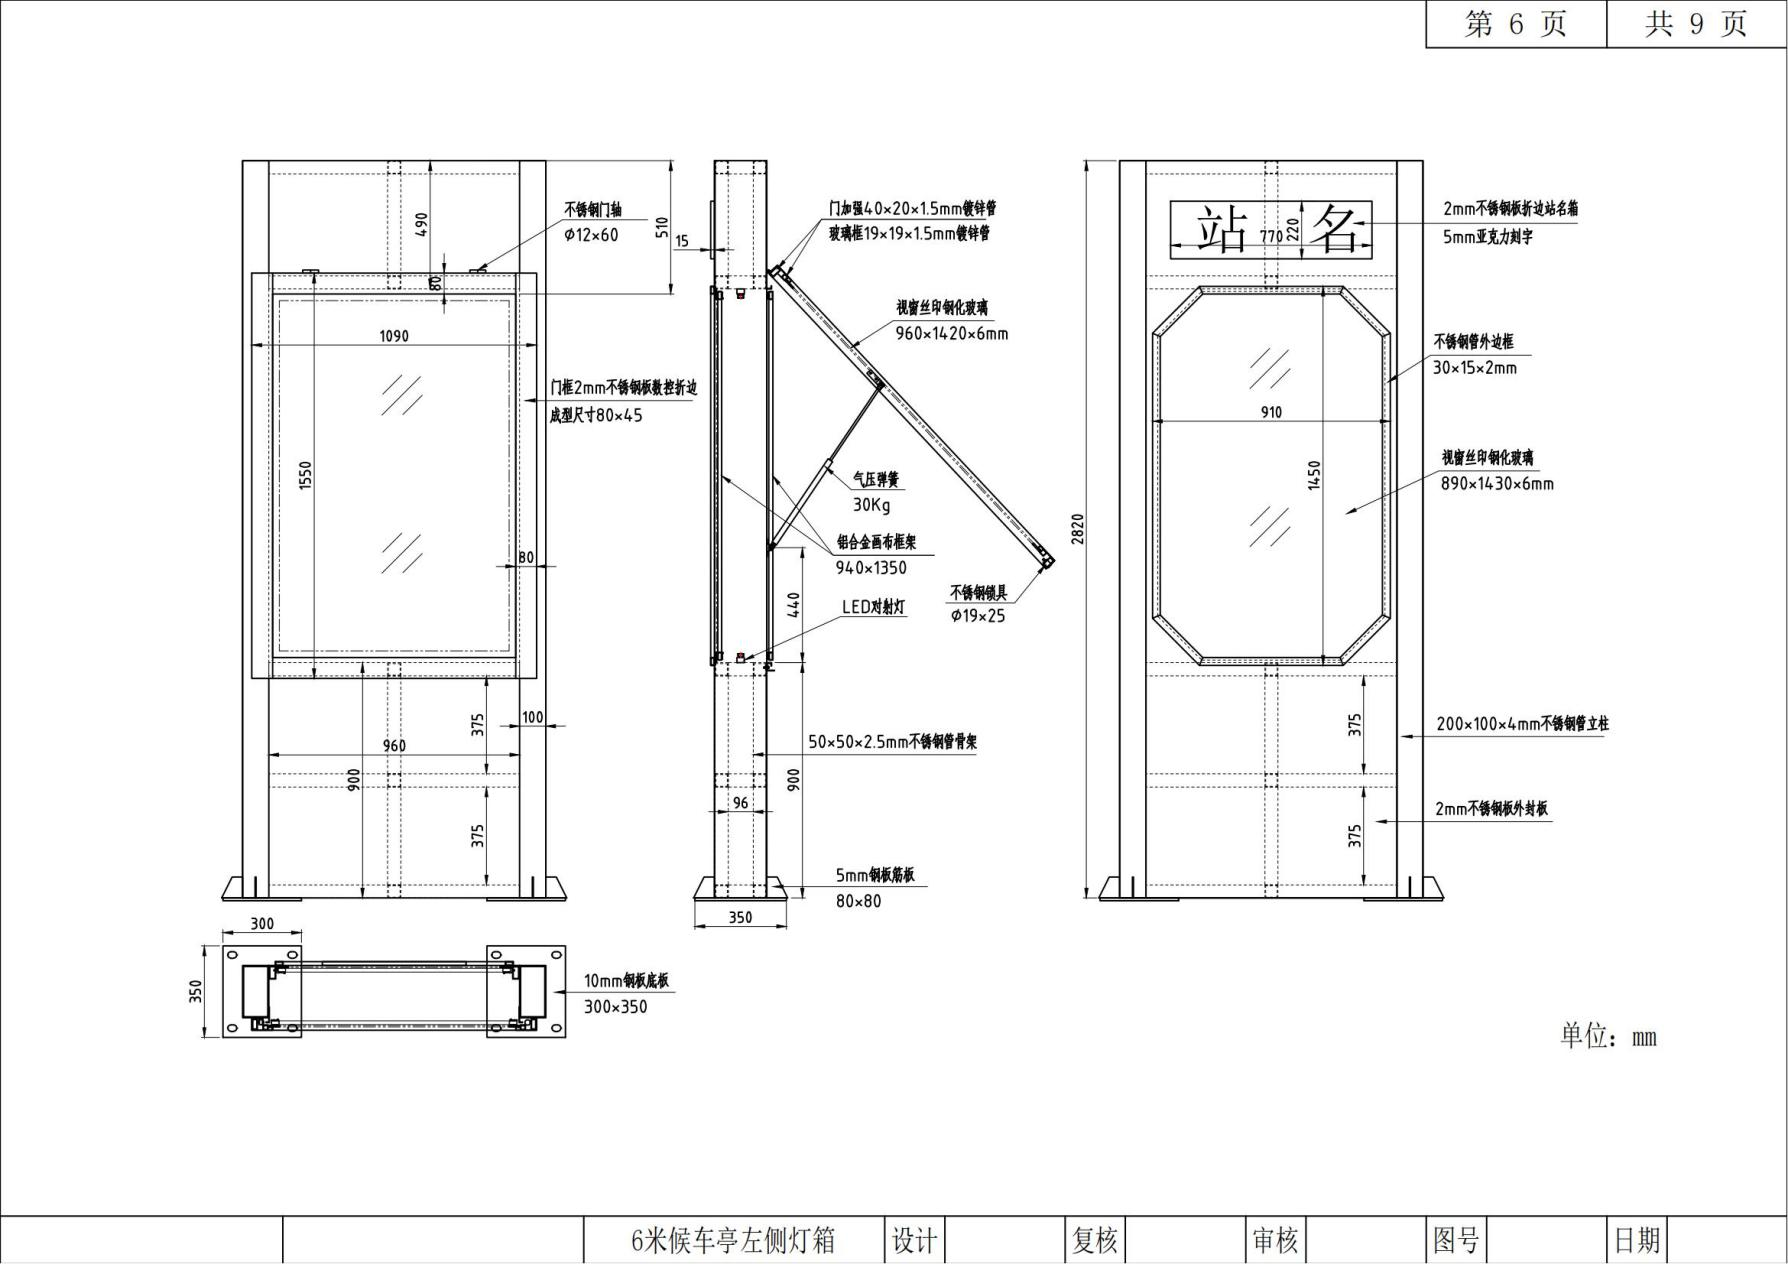 第 6 页
共 9 页
不锈钢门轴
Φ12×60
490
510
80
1090
门框2mm不锈钢板数控折边
成型尺寸80×45
1550
80
100
375
960
900
375
15
门加强40×20×1.5mm镀锌管
玻璃框19×19×1.5mm镀锌管
视窗丝印钢化玻璃
960×1420×6mm
气压弹簧
30Kg
铝合金画布框架
940×1350
LED对射灯
440
不锈钢锁具
Φ19×25
50×50×2.5mm不锈钢管骨架
900
96
5mm钢板筋板
80×80
350
2820
站 名
770
220
2mm不锈钢板折边站名箱
5mm亚克力刻字
不锈钢管外边框
30×15×2mm
910
1450
视窗丝印钢化玻璃
890×1430×6mm
375
200×100×4mm不锈钢管立柱
375
2mm不锈钢板外封板
300
350
10mm钢板底板
300×350
单位：mm
6米候车亭左侧灯箱
设计
复核
审核
图号
日期